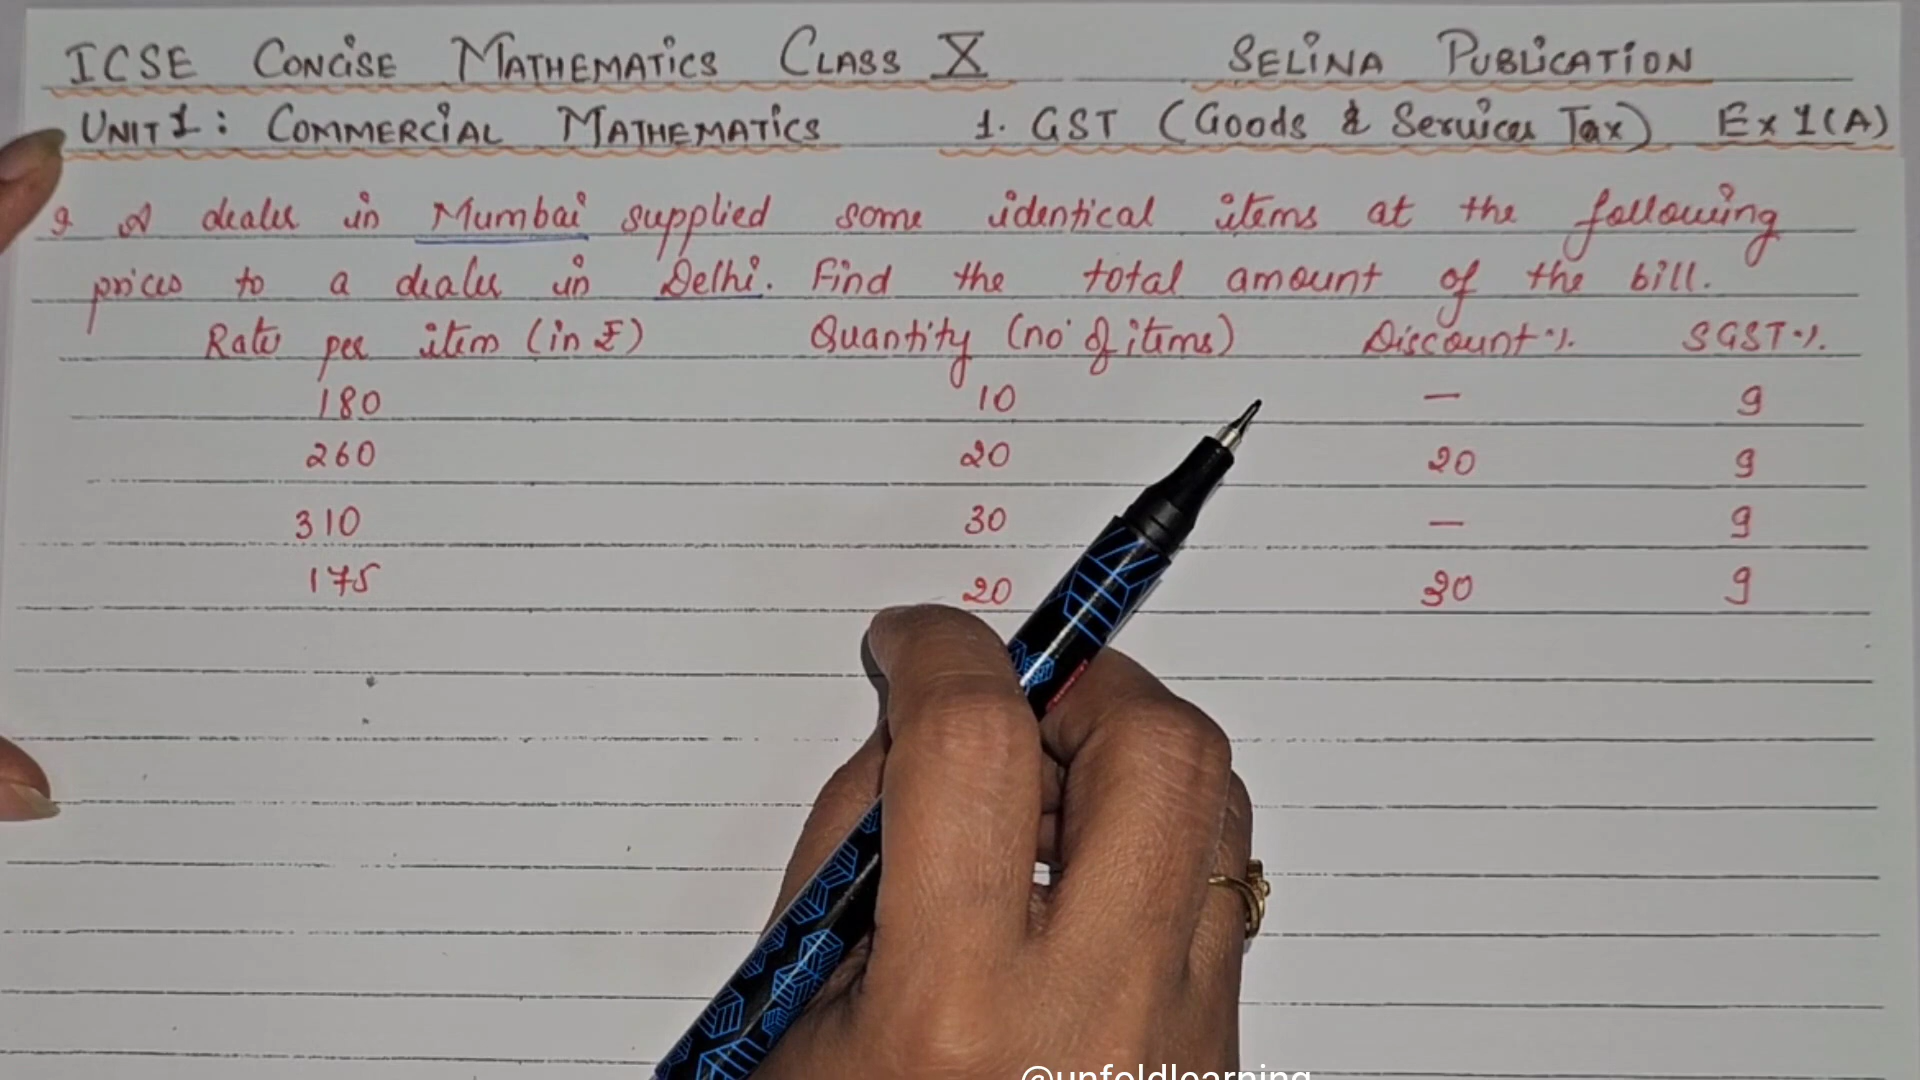 ICSE CONCISE MATHEMATICS CLASS X SELINA PUBLICATION
UNIT 1 : COMMERCIAL MATHEMATICS 1. GST (Goods & Services Tax) Ex 1(A)
9 A dealer in Mumbai supplied some identical items at the following
prices to a dealer in Delhi. Find the total amount of the bill.
Rate per item (in ₹) Quantity (no of items) Discount % SGST %
180 10 — 9
260 20 20 9
310 30 — 9
175 20 30 9
@unfoldlearning